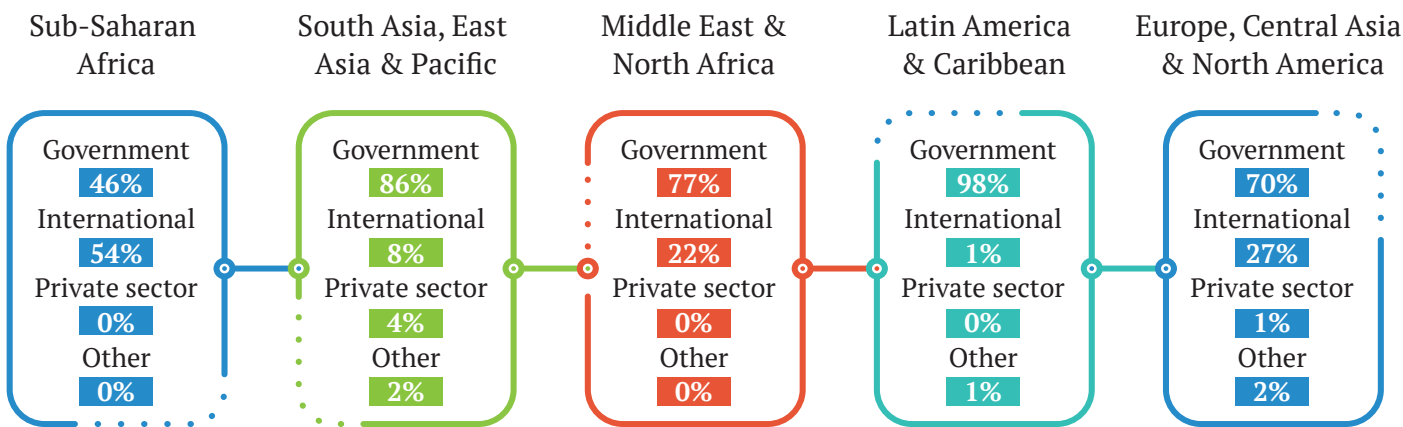 Sub-Saharan
Africa
Government
46%
International
54%
Private sector
0%
Other
0%
South Asia, East
Asia & Pacific
Government
86%
International
8%
Private sector
4%
Other
2%
Middle East &
North Africa
Government
77%
International
22%
Private sector
0%
Other
0%
Latin America
& Caribbean
Government
98%
International
1%
Private sector
0%
Other
1%
Europe, Central Asia
& North America
Government
70%
International
27%
Private sector
1%
Other
2%